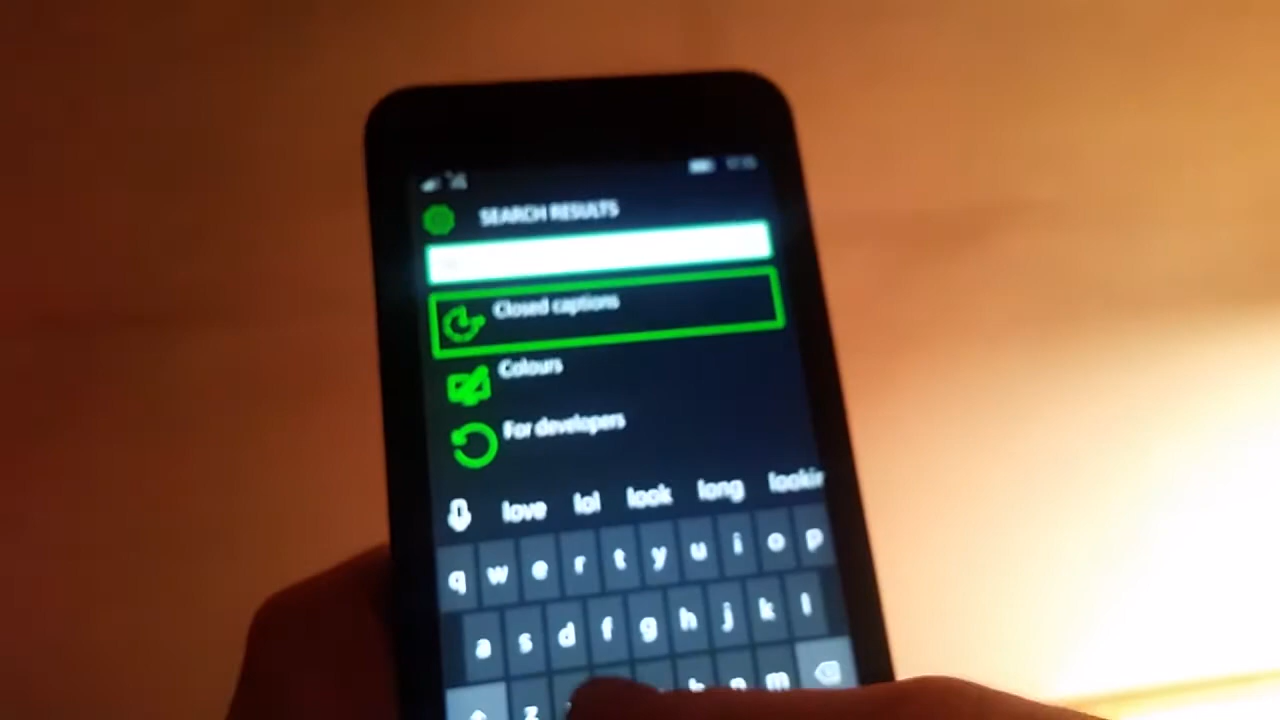 SEARCH RESULTS
Closed captions
Colours
For developers
love lol look long lookin
q w e r t y u i o p
a s d f g h j k l
z m